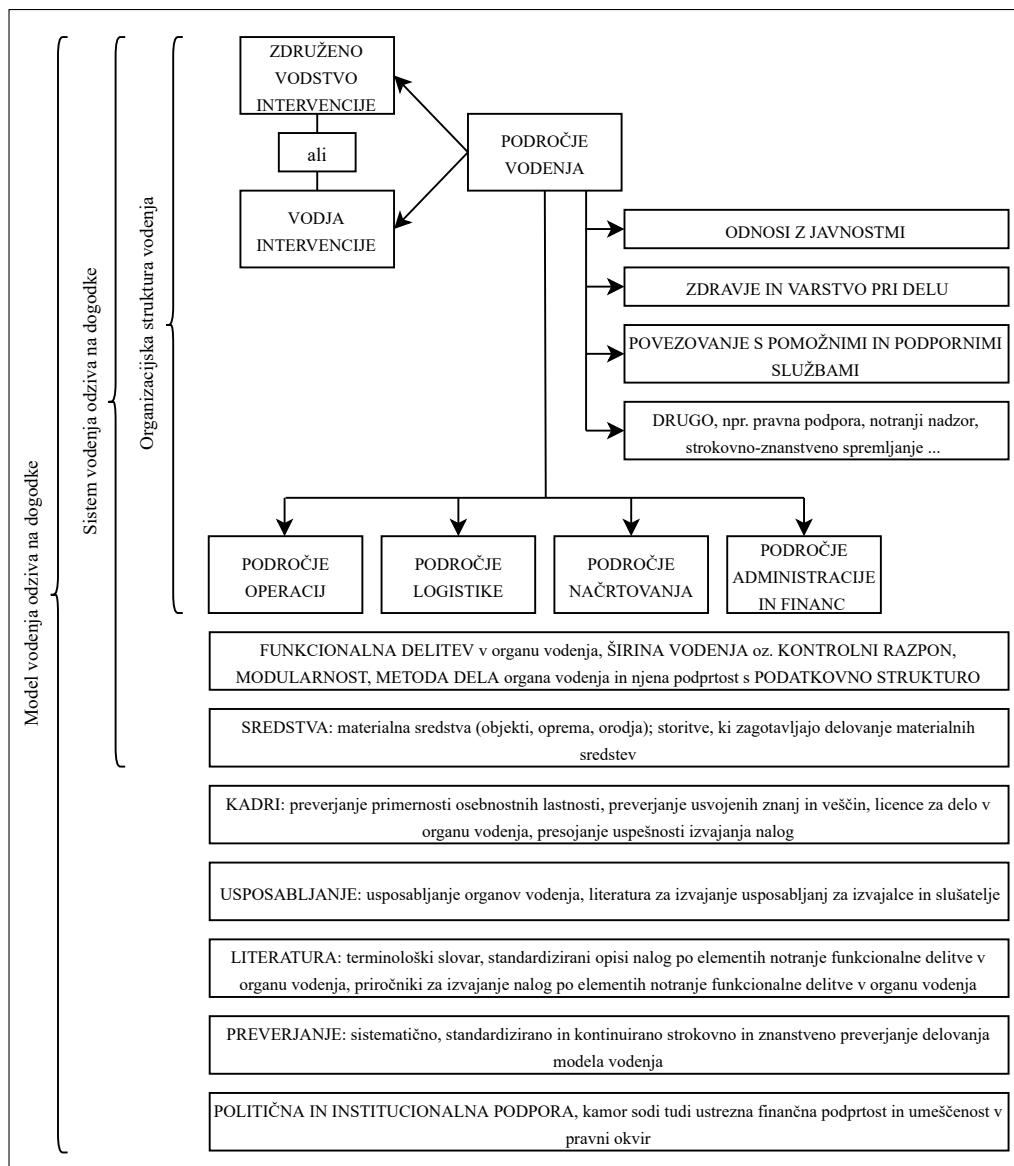 Model vodenja odziva na dogodke
Sistem vodenja odziva na dogodke
Organizacijska struktura vodenja
ZDRUŽENO
VODSTVO
INTERVENCIJE
ali
VODJA
INTERVENCIJE
PODROČJE
VODENJA
ODNOSI Z JAVNOSTMI
ZDRAVJE IN VARSTVO PRI DELU
POVEZOVANJE S POMOŽNIMI IN PODPORNIMI
SLUŽBAMI
DRUGO, npr. pravna podpora, notranji nadzor,
strokovno-znanstveno spremljanje ...
PODROČJE
OPERACIJ
PODROČJE
LOGISTIKE
PODROČJE
NAČRTOVANJA
PODROČJE
ADMINISTRACIJE
IN FINANC
FUNKCIONALNA DELITEV v organu vodenja, ŠIRINA VODENJA oz. KONTROLNI RAZPON,
MODULARNOST, METODA DELA organa vodenja in njena podprtost s PODATKOVNO STRUKTURO
SREDSTVA: materialna sredstva (objekti, oprema, orodja); storitve, ki zagotavljajo delovanje materialnih
sredstev
KADRI: preverjanje primernosti osebnostnih lastnosti, preverjanje usvojenih znanj in veščin, licence za delo v
organu vodenja, presojanje uspešnosti izvajanja nalog
USPOSABLJANJE: usposabljanje organov vodenja, literatura za izvajanje usposabljanj za izvajalce in slušatelje
LITERATURA: terminološki slovar, standardizirani opisi nalog po elementih notranje funkcionalne delitve v
organu vodenja, priročniki za izvajanje nalog po elementih notranje funkcionalne delitve v organu vodenja
PREVERJANJE: sistematično, standardizirano in kontinuirano strokovno in znanstveno preverjanje delovanja
modela vodenja
POLITIČNA IN INSTITUCIONALNA PODPORA, kamor sodi tudi ustrezna finančna podprtost in umeščenost v
pravni okvir